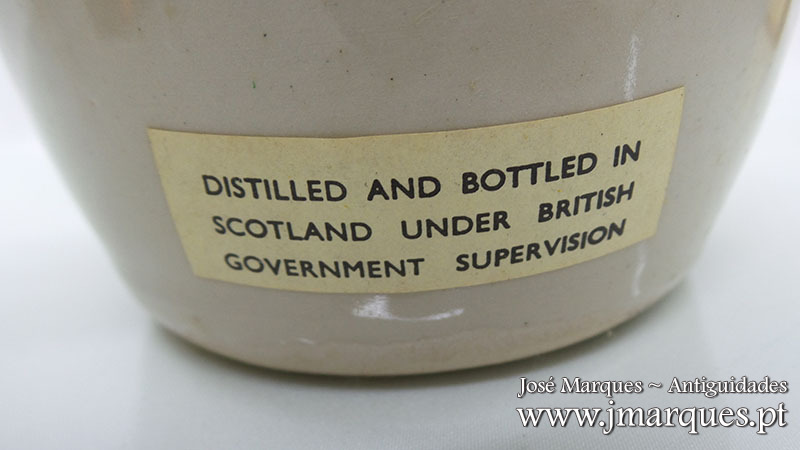 DISTILLED AND BOTTLED IN
SCOTLAND UNDER BRITISH
GOVERNMENT SUPERVISION
José Marques ~ Antiguidades
www.jmarques.pt